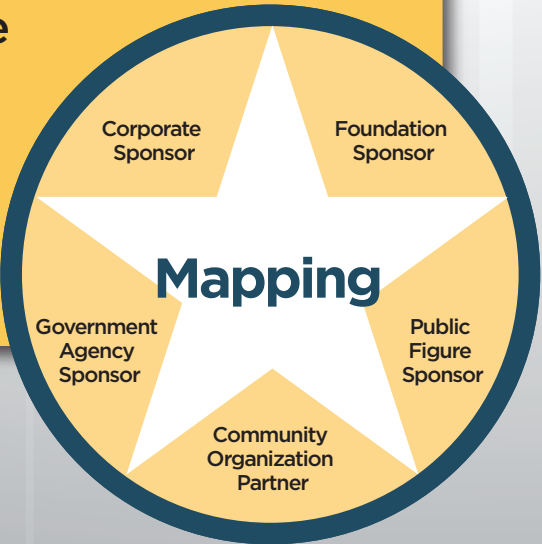 e
Corporate
Sponsor
Foundation
Sponsor
Mapping
Government
Agency
Sponsor
Public
Figure
Sponsor
Community
Organization
Partner